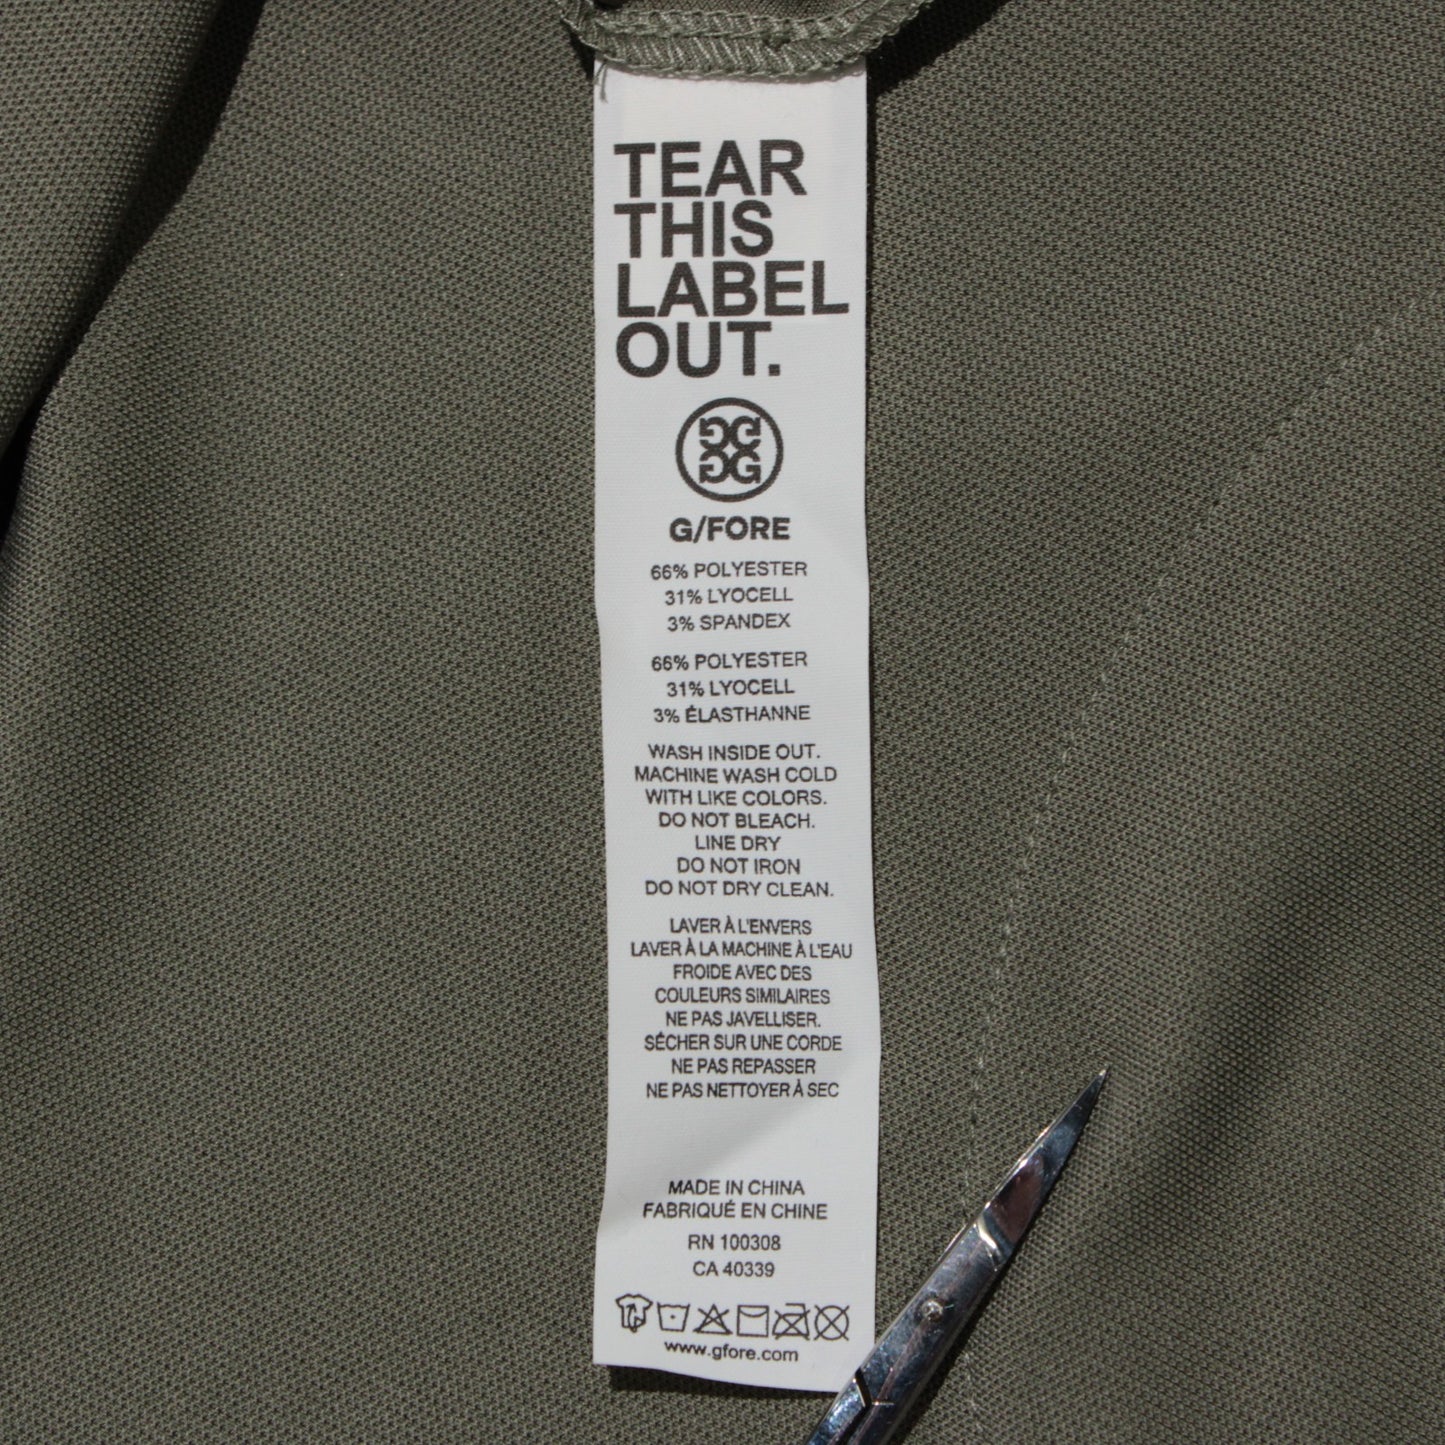 TEAR
THIS
LABEL
OUT.
G/FORE
66% POLYESTER
31% LYOCELL
3% SPANDEX
66% POLYESTER
31% LYOCELL
3% ÉLASTHANNE
WASH INSIDE OUT.
MACHINE WASH COLD
WITH LIKE COLORS.
DO NOT BLEACH.
LINE DRY
DO NOT IRON
DO NOT DRY CLEAN.
LAVER À L'ENVERS
LAVER À LA MACHINE À L'EAU
FROIDE AVEC DES
COULEURS SIMILAIRES
NE PAS JAVELLISER.
SÉCHER SUR UNE CORDE
NE PAS REPASSER
NE PAS NETTOYER À SEC
MADE IN CHINA
FABRIQUÉ EN CHINE
RN 100308
CA 40339
www.gfore.com